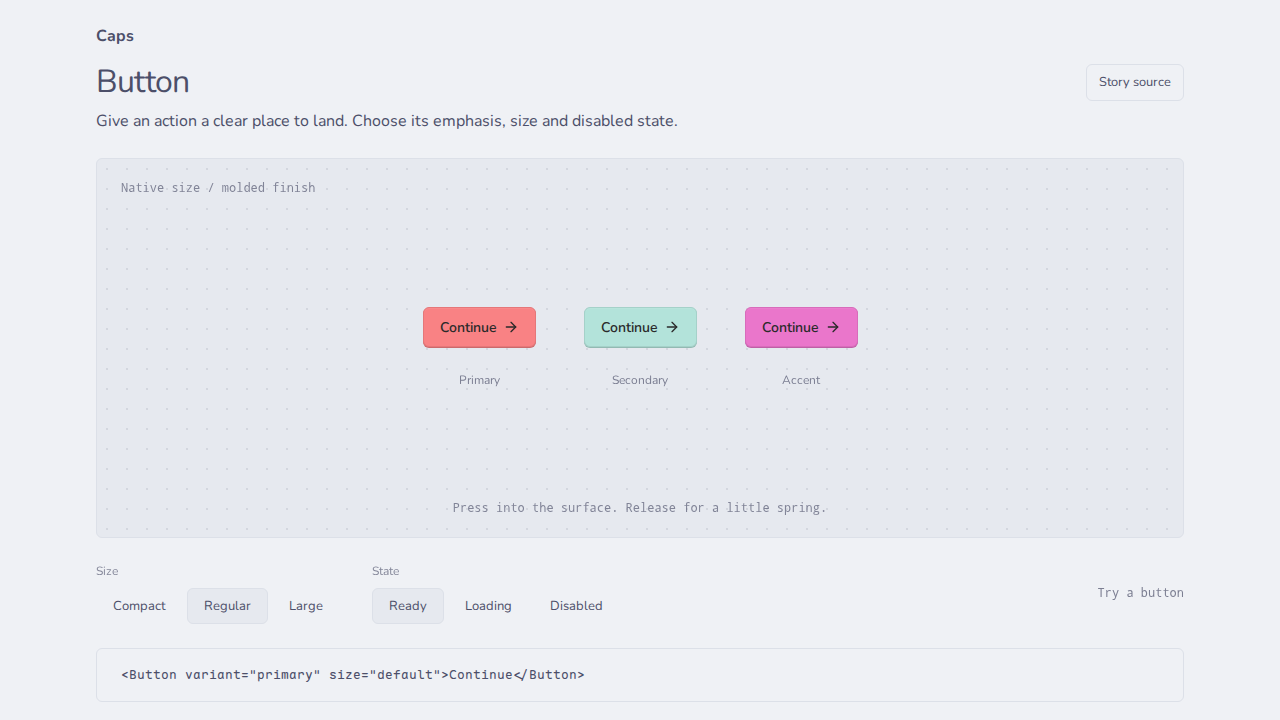 Caps
Button
Story source
Give an action a clear place to land. Choose its emphasis, size and disabled state.
Native size / molded finish
Continue → Continue → Continue →
Primary Secondary Accent
Press into the surface. Release for a little spring.
Size State
Compact Regular Large Ready Loading Disabled
Try a button
<Button variant="primary" size="default">Continue</Button>